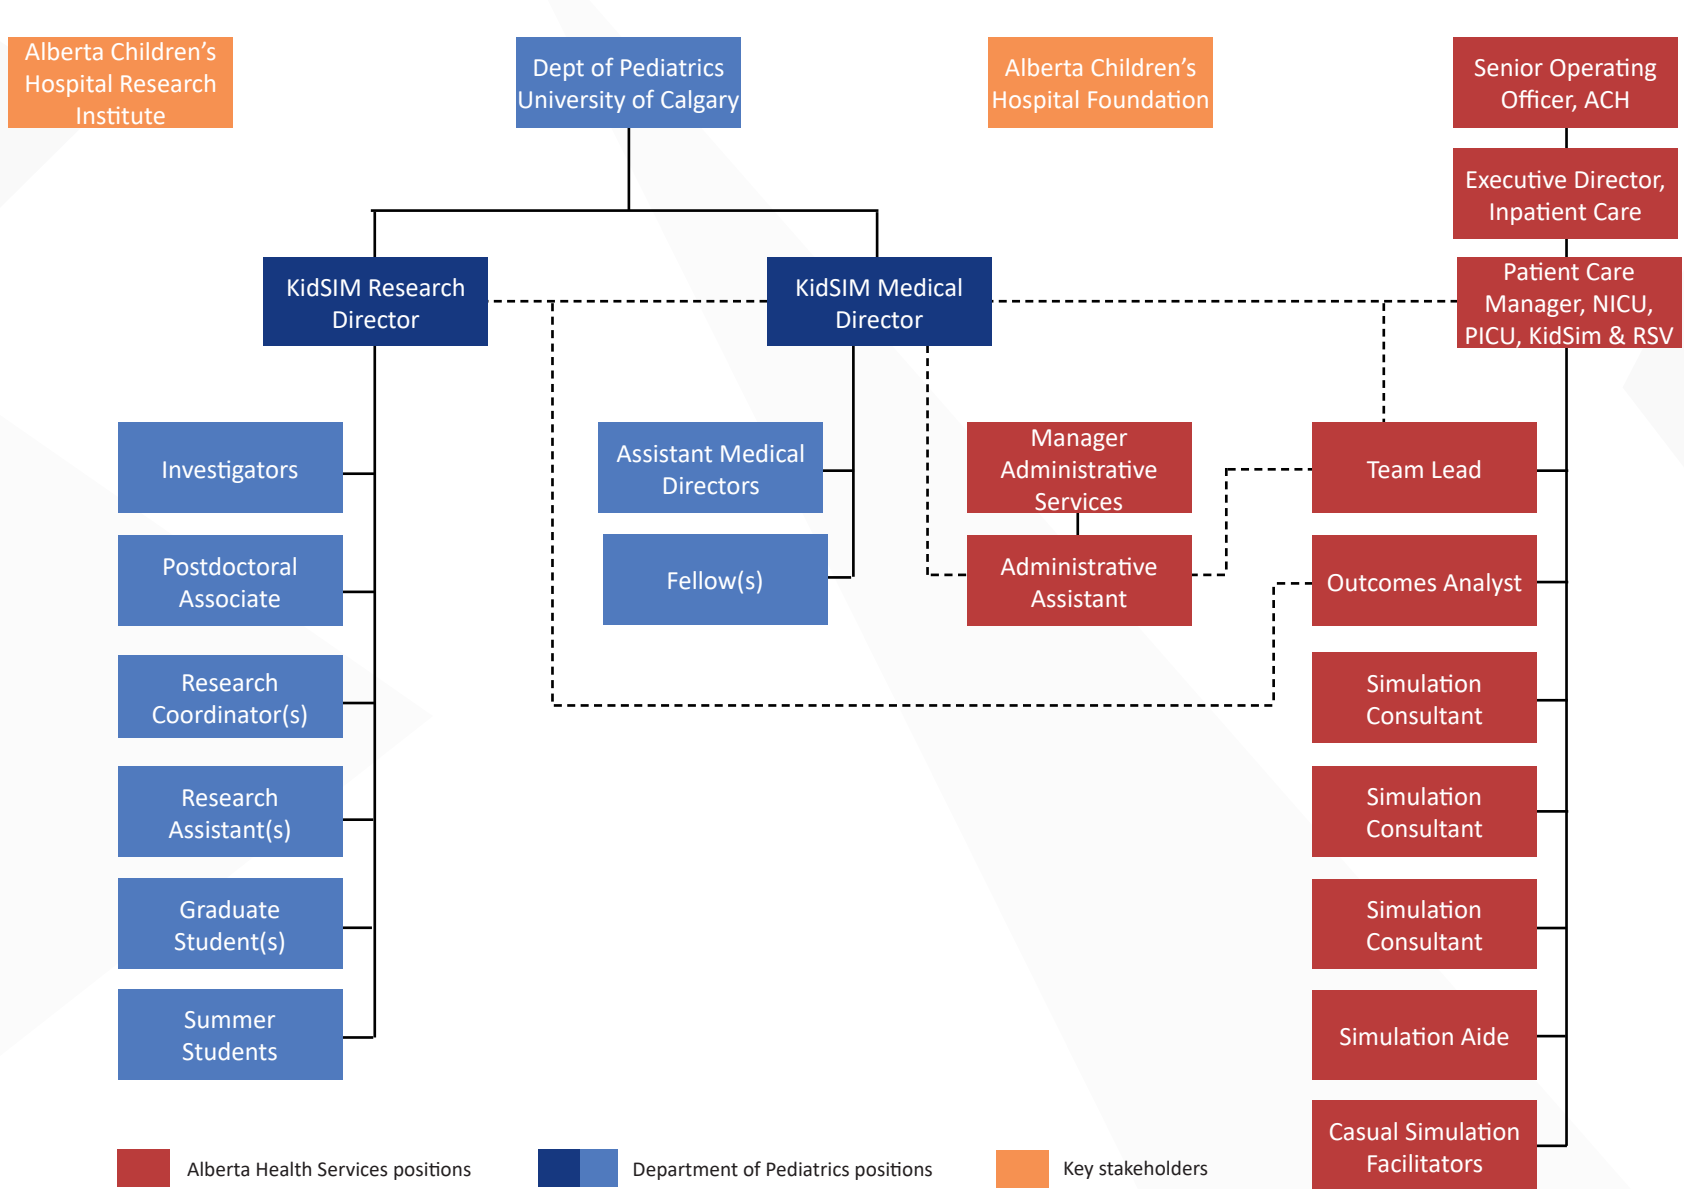 Alberta Children's
Hospital Research
Institute
Dept of Pediatrics
University of Calgary
Alberta Children's
Hospital Foundation
Senior Operating
Officer, ACH
Executive Director,
Inpatient Care
KidSIM Research
Director
KidSIM Medical
Director
Patient Care
Manager, NICU,
PICU, KidSim & RSV
Investigators
Assistant Medical
Directors
Manager
Administrative
Services
Team Lead
Postdoctoral
Associate
Fellow(s)
Administrative
Assistant
Outcomes Analyst
Research
Coordinator(s)
Simulation
Consultant
Research
Assistant(s)
Simulation
Consultant
Graduate
Student(s)
Simulation
Consultant
Summer
Students
Simulation Aide
Casual Simulation
Facilitators
Alberta Health Services positions
Department of Pediatrics positions
Key stakeholders